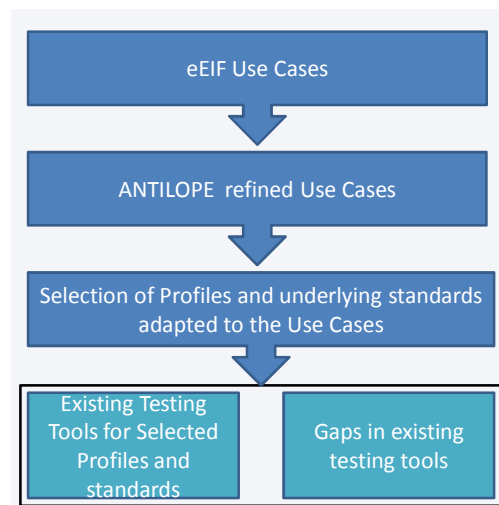 eEIF Use Cases
ANTILOPE refined Use Cases
Selection of Profiles and underlying standards
adapted to the Use Cases
Existing Testing
Tools for Selected
Profiles and
standards
Gaps in existing
testing tools